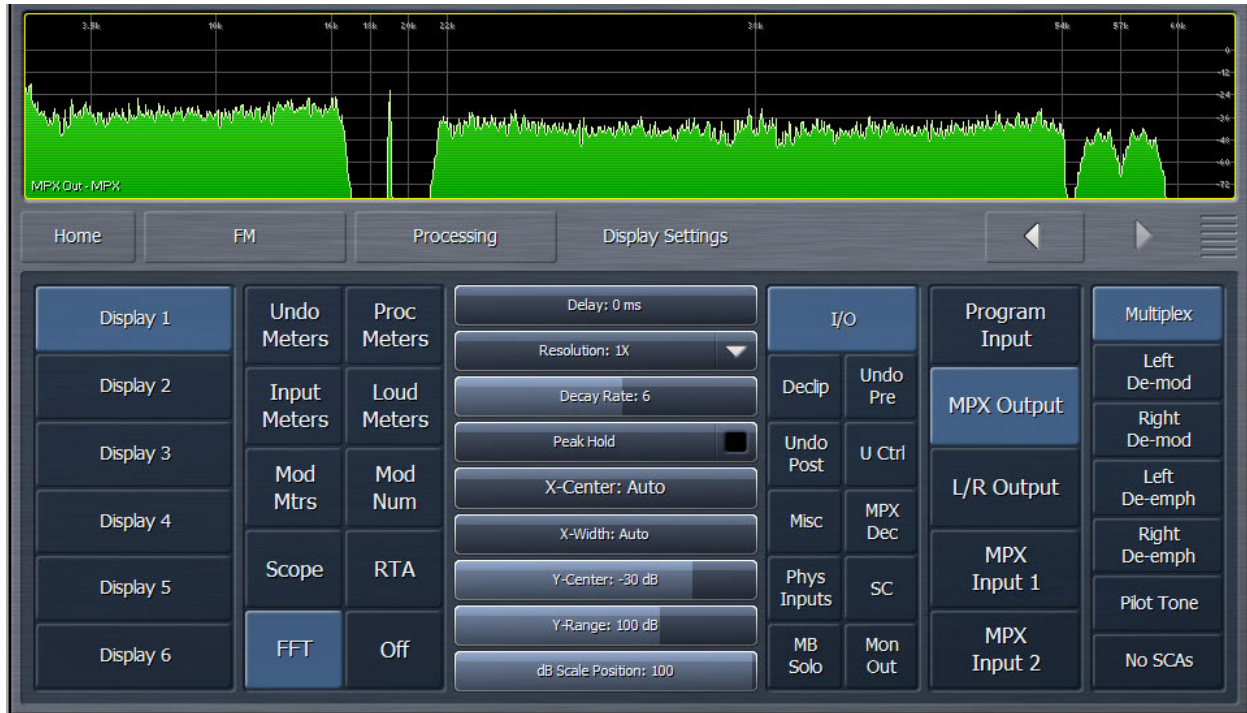 3.5k 10k 16k 18k 20k 22k 38k 54k 57k 60k
0
-12
-24
-36
-48
-60
-72
MPX Out - MPX
Home FM Processing Display Settings
Display 1
Display 2
Display 3
Display 4
Display 5
Display 6
Undo
Meters
Proc
Meters
Input
Meters
Loud
Meters
Mod
Mtrs
Mod
Num
Scope
RTA
FFT
Off
Delay: 0 ms
Resolution: 1X
Decay Rate: 6
Peak Hold
X-Center: Auto
X-Width: Auto
Y-Center: -30 dB
Y-Range: 100 dB
dB Scale Position: 100
I/O
Declip
Undo
Pre
Undo
Post
U Ctrl
Misc
MPX
Dec
Phys
Inputs
SC
MB
Solo
Mon
Out
Program
Input
MPX Output
L/R Output
MPX
Input 1
MPX
Input 2
Multiplex
Left
De-mod
Right
De-mod
Left
De-emph
Right
De-emph
Pilot Tone
No SCAs